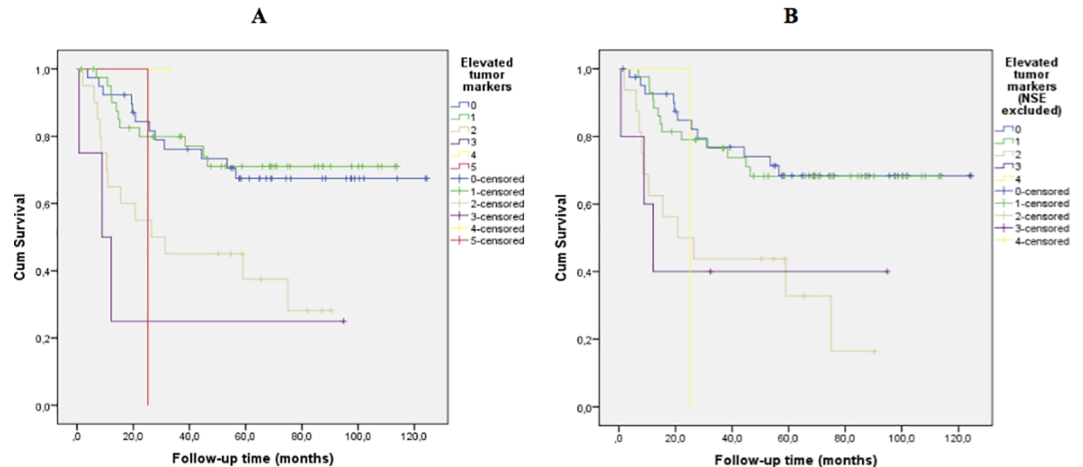 A
Cum Survival
1,0
0,8
0,6
0,4
0,2
0,0
,0 20,0 40,0 60,0 80,0 100,0 120,0
Follow-up time (months)
Elevated
tumor
markers
0
1
2
3
4
5
0-censored
1-censored
2-censored
3-censored
4-censored
5-censored
B
Cum Survival
1,0
0,8
0,6
0,4
0,2
0,0
,0 20,0 40,0 60,0 80,0 100,0 120,0
Follow-up time (months)
Elevated
tumor
markers
(NSE
excluded)
0
1
2
3
4
0-censored
1-censored
2-censored
3-censored
4-censored